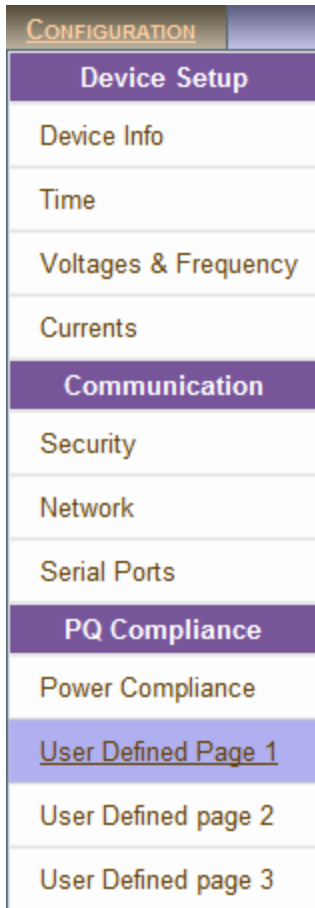 CONFIGURATION
Device Setup
Device Info
Time
Voltages & Frequency
Currents
Communication
Security
Network
Serial Ports
PQ Compliance
Power Compliance
User Defined Page 1
User Defined page 2
User Defined page 3